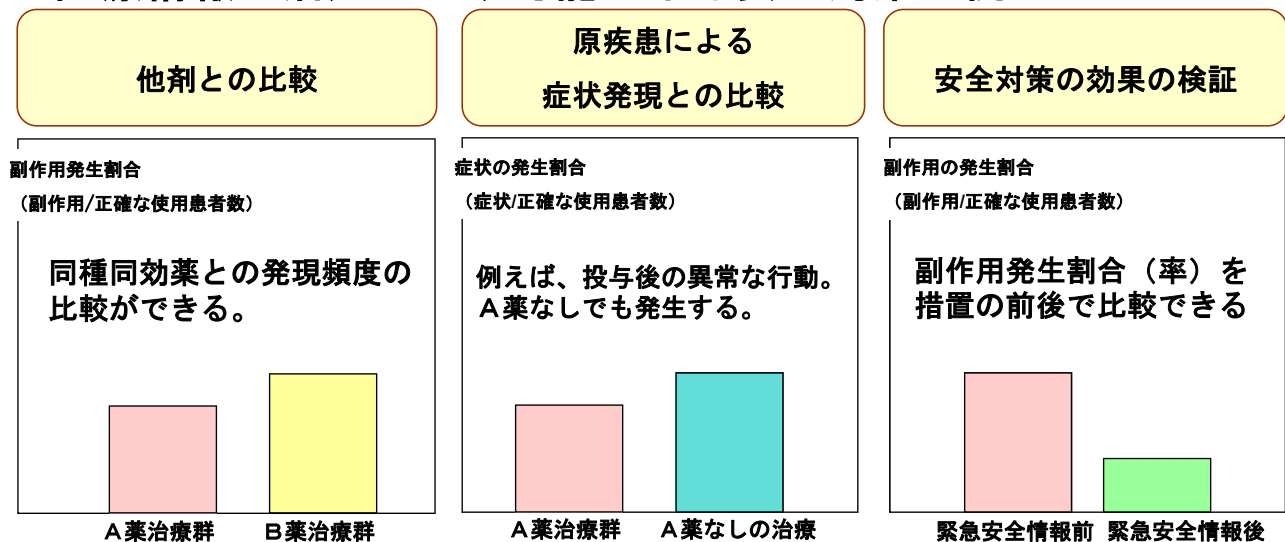 他剤との比較
原疾患による
症状発現との比較
安全対策の効果の検証
副作用発生割合
（副作用/正確な使用患者数）
同種同効薬との発現頻度の
比較ができる。
Ａ薬治療群
Ｂ薬治療群
症状の発生割合
（症状/正確な使用患者数）
例えば、投与後の異常な行動。
Ａ薬なしでも発生する。
Ａ薬治療群
Ａ薬なしの治療
副作用の発生割合
（副作用/正確な使用患者数）
副作用発生割合（率）を
措置の前後で比較できる
緊急安全情報前
緊急安全情報後